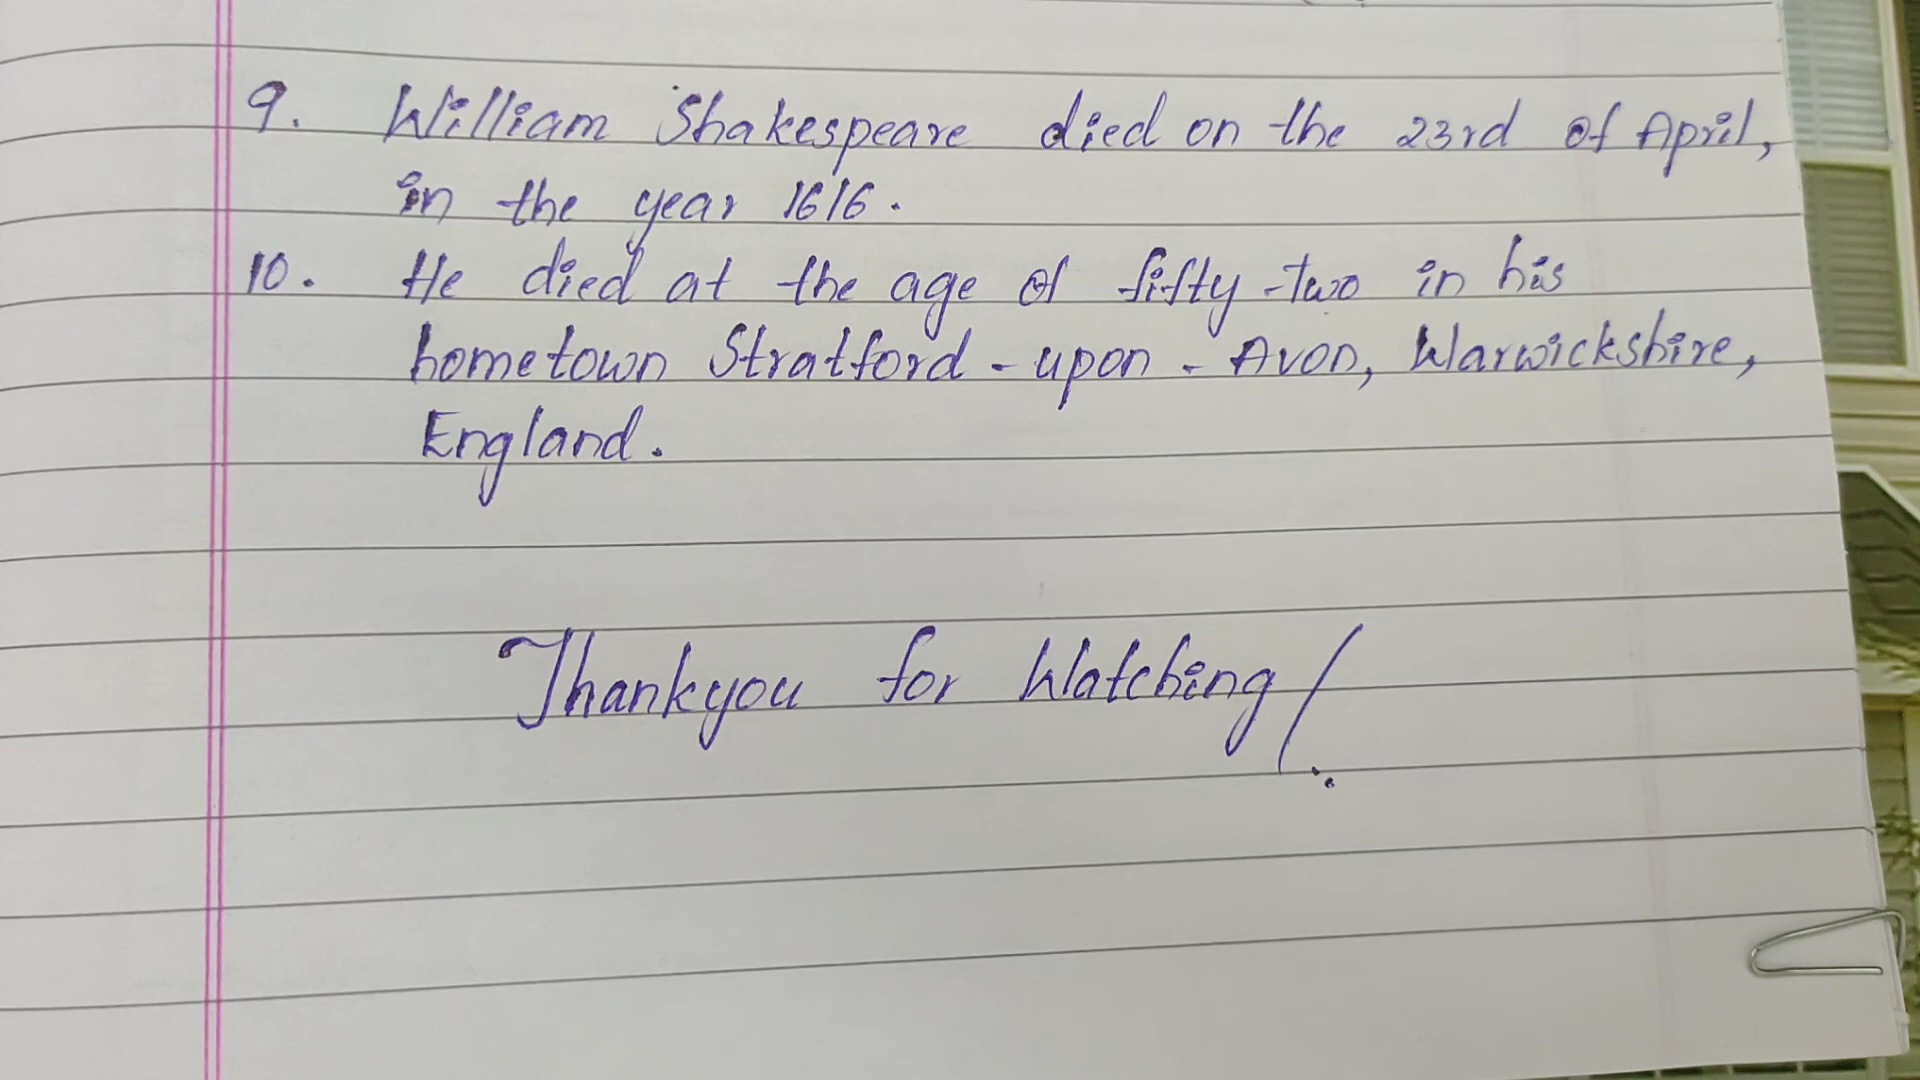 9. William Shakespeare died on the 23rd of April,
in the year 1616.
10. He died at the age of fifty-two in his
hometown Stratford-upon-Avon, Warwickshire,
England.
Thankyou for Watching!